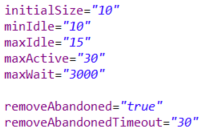 initialSize="10"
minIdle="10"
maxIdle="15"
maxActive="30"
maxWait="3000"
removeAbandoned="true"
removeAbandonedTimeout="30"